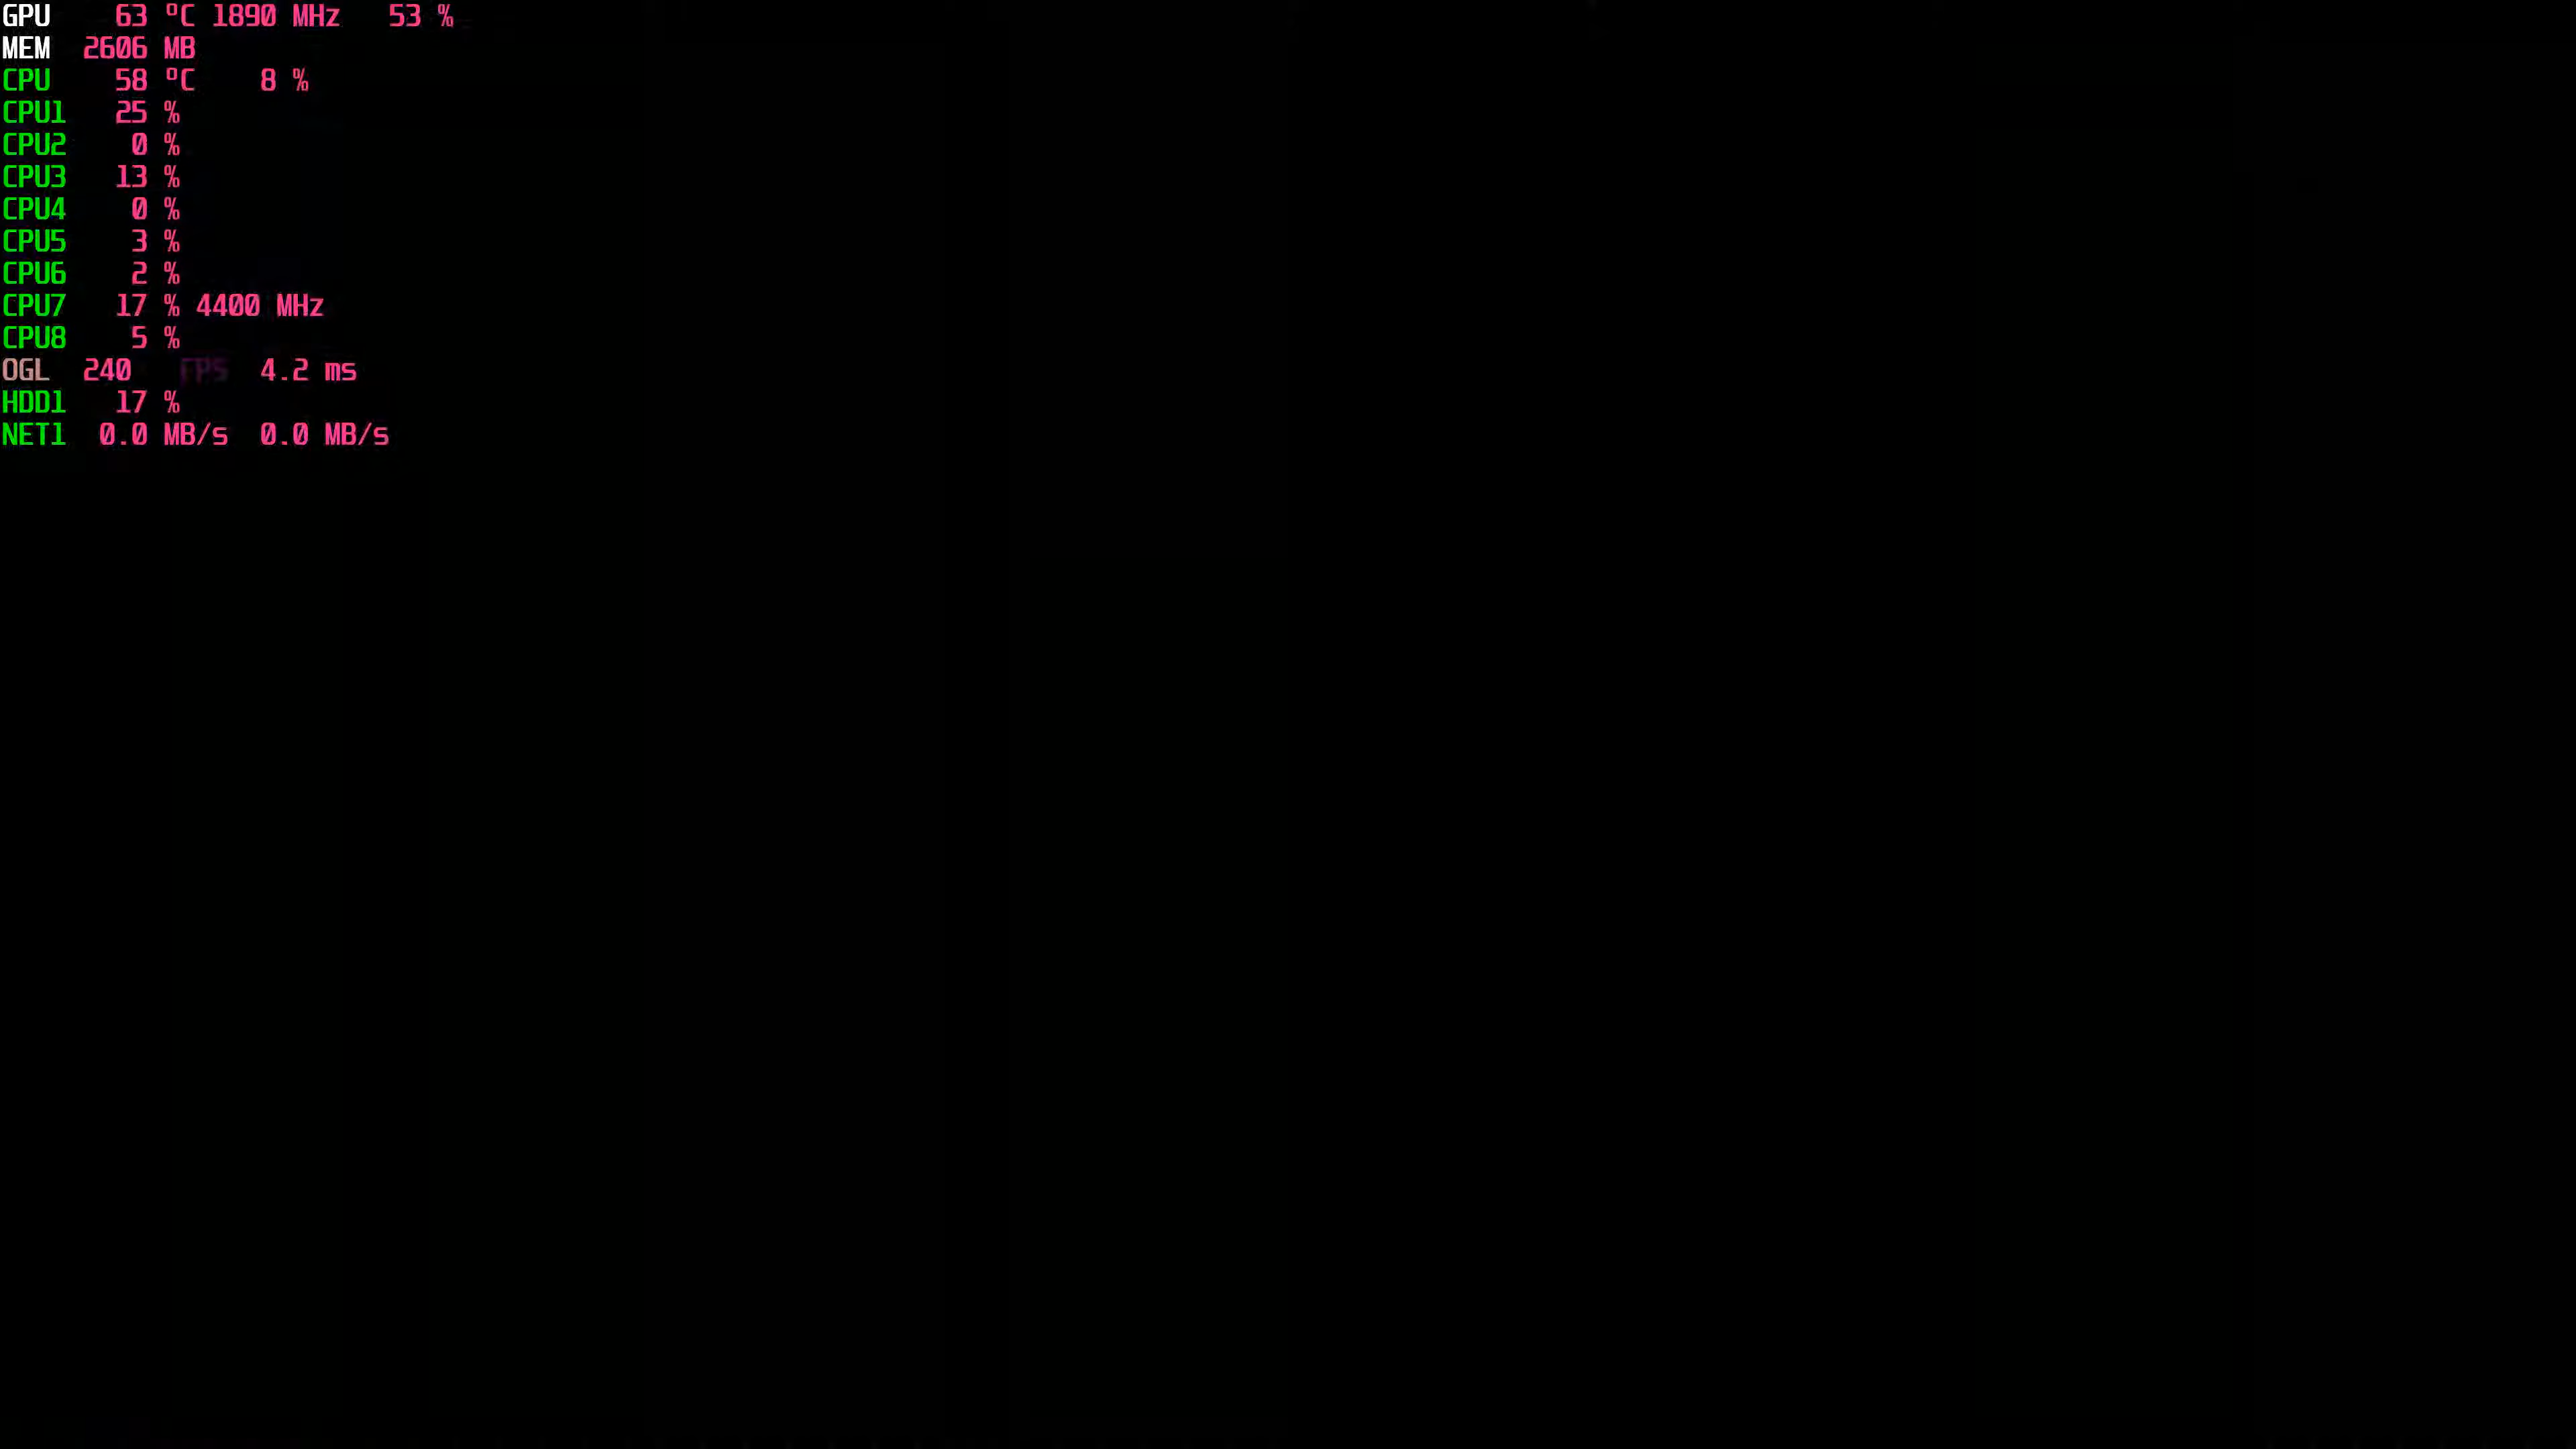 GPU 63 °C 1890 MHz 53 %
MEM 2606 MB
CPU 58 °C 8 %
CPU1 25 %
CPU2 0 %
CPU3 13 %
CPU4 0 %
CPU5 3 %
CPU6 2 %
CPU7 17 % 4400 MHz
CPU8 5 %
OGL 240 FPS 4.2 ms
HDD1 17 %
NET1 0.0 MB/s 0.0 MB/s